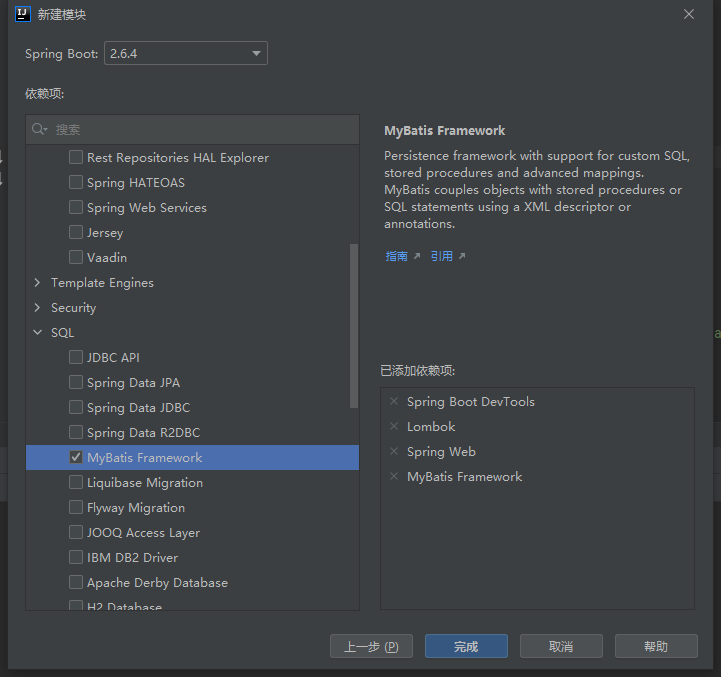 新建模块
Spring Boot: 2.6.4
依赖项:
搜索
Rest Repositories HAL Explorer
Spring HATEOAS
Spring Web Services
Jersey
Vaadin
Template Engines
Security
SQL
JDBC API
Spring Data JPA
Spring Data JDBC
Spring Data R2DBC
MyBatis Framework
Liquibase Migration
Flyway Migration
JOOQ Access Layer
IBM DB2 Driver
Apache Derby Database
H2 Database
MyBatis Framework
Persistence framework with support for custom SQL,
stored procedures and advanced mappings.
MyBatis couples objects with stored procedures or
SQL statements using a XML descriptor or
annotations.
指南 引用
已添加依赖项:
Spring Boot DevTools
Lombok
Spring Web
MyBatis Framework
上一步 (P) 完成 取消 帮助